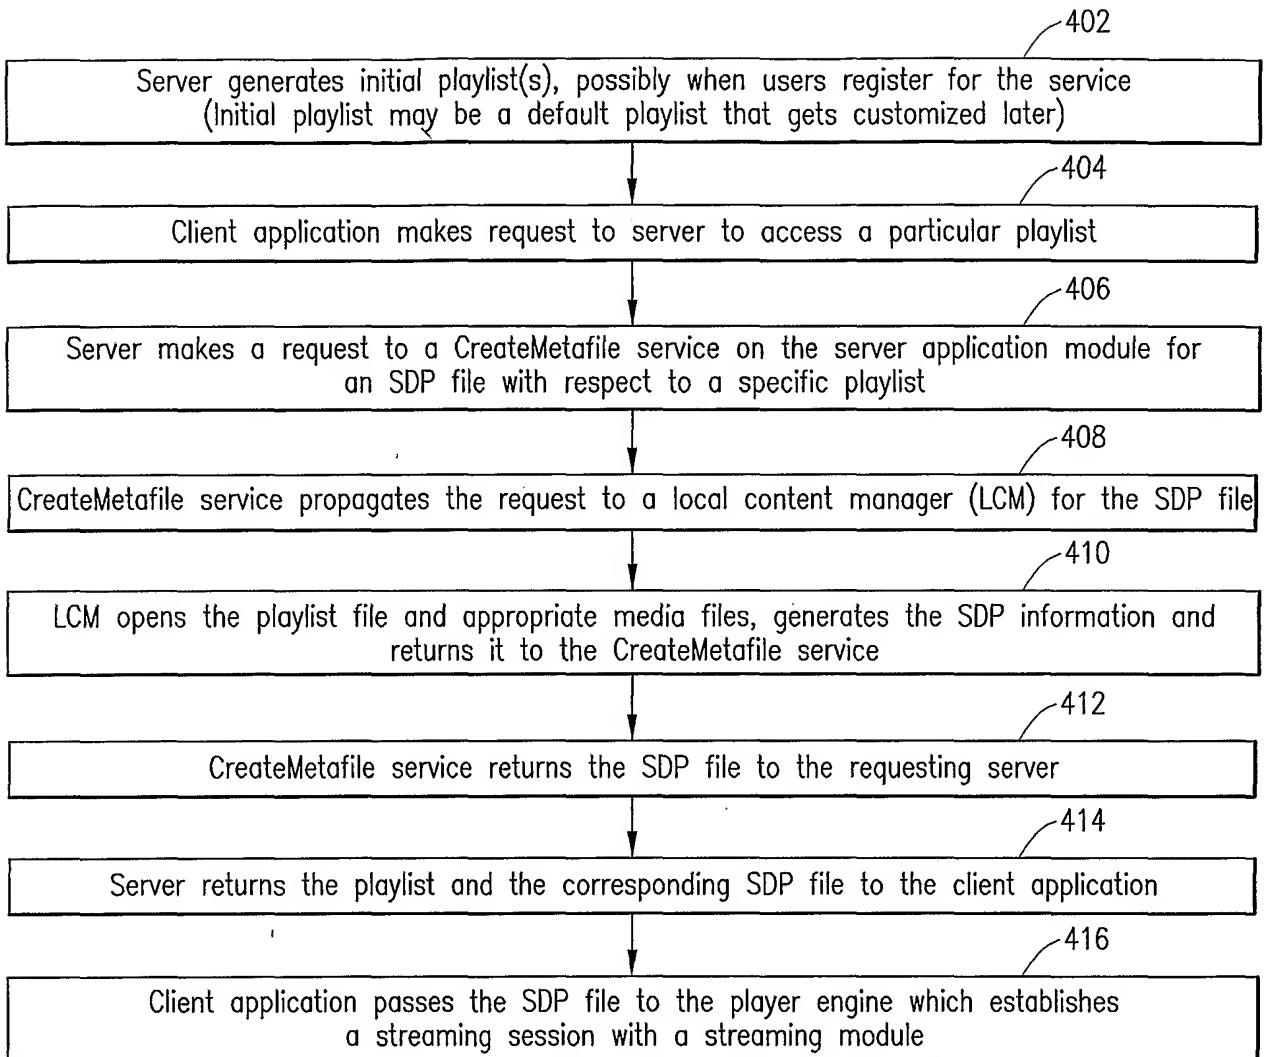 402
Server generates initial playlist(s), possibly when users register for the service
(Initial playlist may be a default playlist that gets customized later)
404
Client application makes request to server to access a particular playlist
406
Server makes a request to a CreateMetafile service on the server application module for
an SDP file with respect to a specific playlist
408
CreateMetafile service propagates the request to a local content manager (LCM) for the SDP file
410
LCM opens the playlist file and appropriate media files, generates the SDP information and
returns it to the CreateMetafile service
412
CreateMetafile service returns the SDP file to the requesting server
414
Server returns the playlist and the corresponding SDP file to the client application
416
Client application passes the SDP file to the player engine which establishes
a streaming session with a streaming module